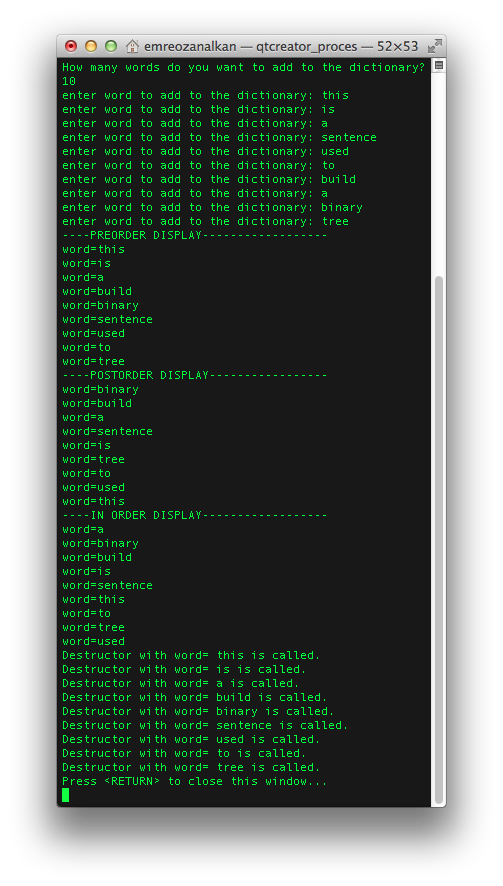 emreozanalkan — qtcreator_proces — 52×53
How many words do you want to add to the dictionary?
10
enter word to add to the dictionary: this
enter word to add to the dictionary: is
enter word to add to the dictionary: a
enter word to add to the dictionary: sentence
enter word to add to the dictionary: used
enter word to add to the dictionary: to
enter word to add to the dictionary: build
enter word to add to the dictionary: a
enter word to add to the dictionary: binary
enter word to add to the dictionary: tree
----PREORDER DISPLAY------------------
word=this
word=is
word=a
word=build
word=binary
word=sentence
word=used
word=to
word=tree
----POSTORDER DISPLAY-----------------
word=binary
word=build
word=a
word=sentence
word=is
word=tree
word=to
word=used
word=this
----IN ORDER DISPLAY------------------
word=a
word=binary
word=build
word=is
word=sentence
word=this
word=to
word=tree
word=used
Destructor with word= this is called.
Destructor with word= is is called.
Destructor with word= a is called.
Destructor with word= build is called.
Destructor with word= binary is called.
Destructor with word= sentence is called.
Destructor with word= used is called.
Destructor with word= to is called.
Destructor with word= tree is called.
Press <RETURN> to close this window...